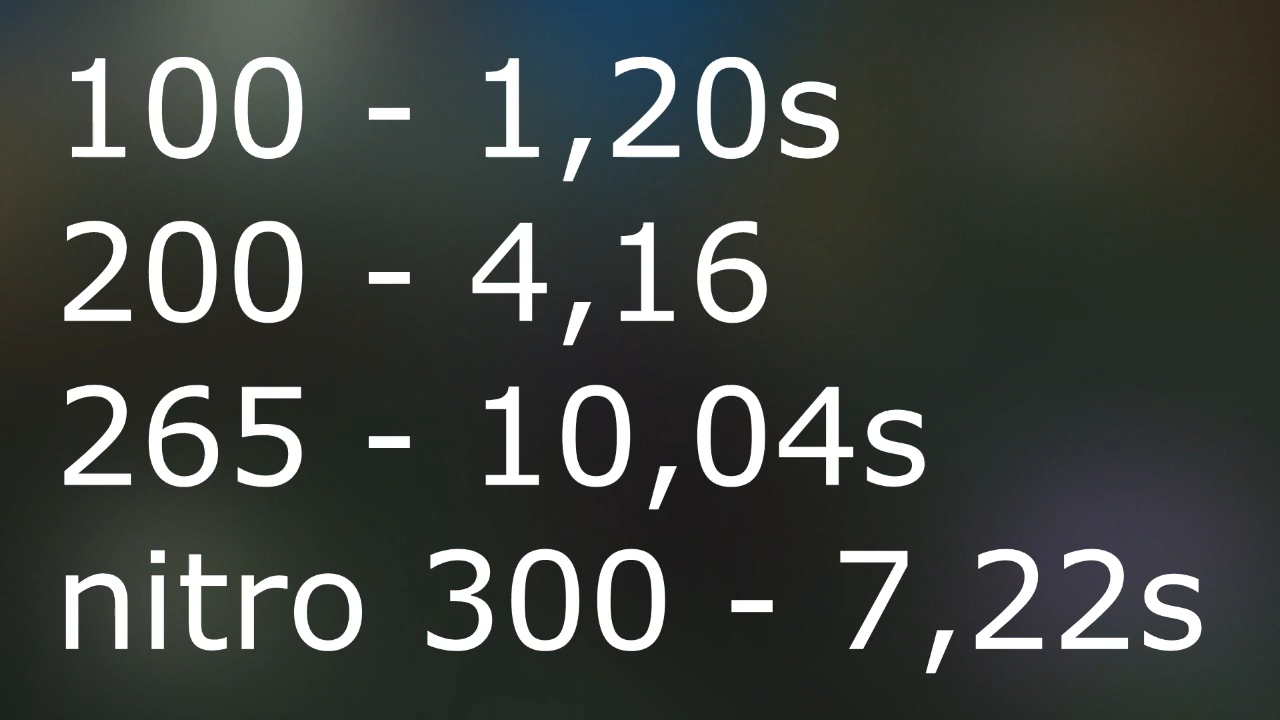 100 - 1,20s
200 - 4,16
265 - 10,04s
nitro 300 - 7,22s